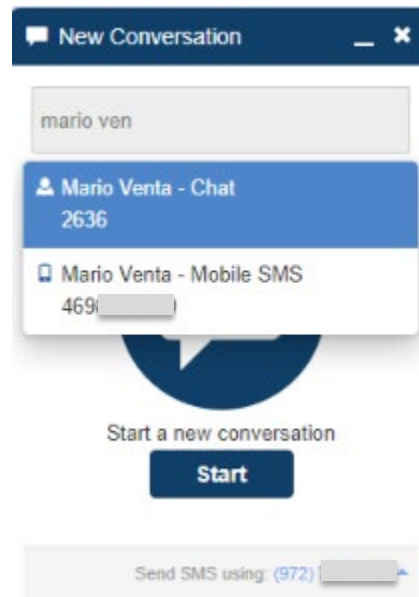 New Conversation
mario ven
Mario Venta - Chat
2636
Mario Venta - Mobile SMS
469
Start a new conversation
Start
Send SMS using: (972)